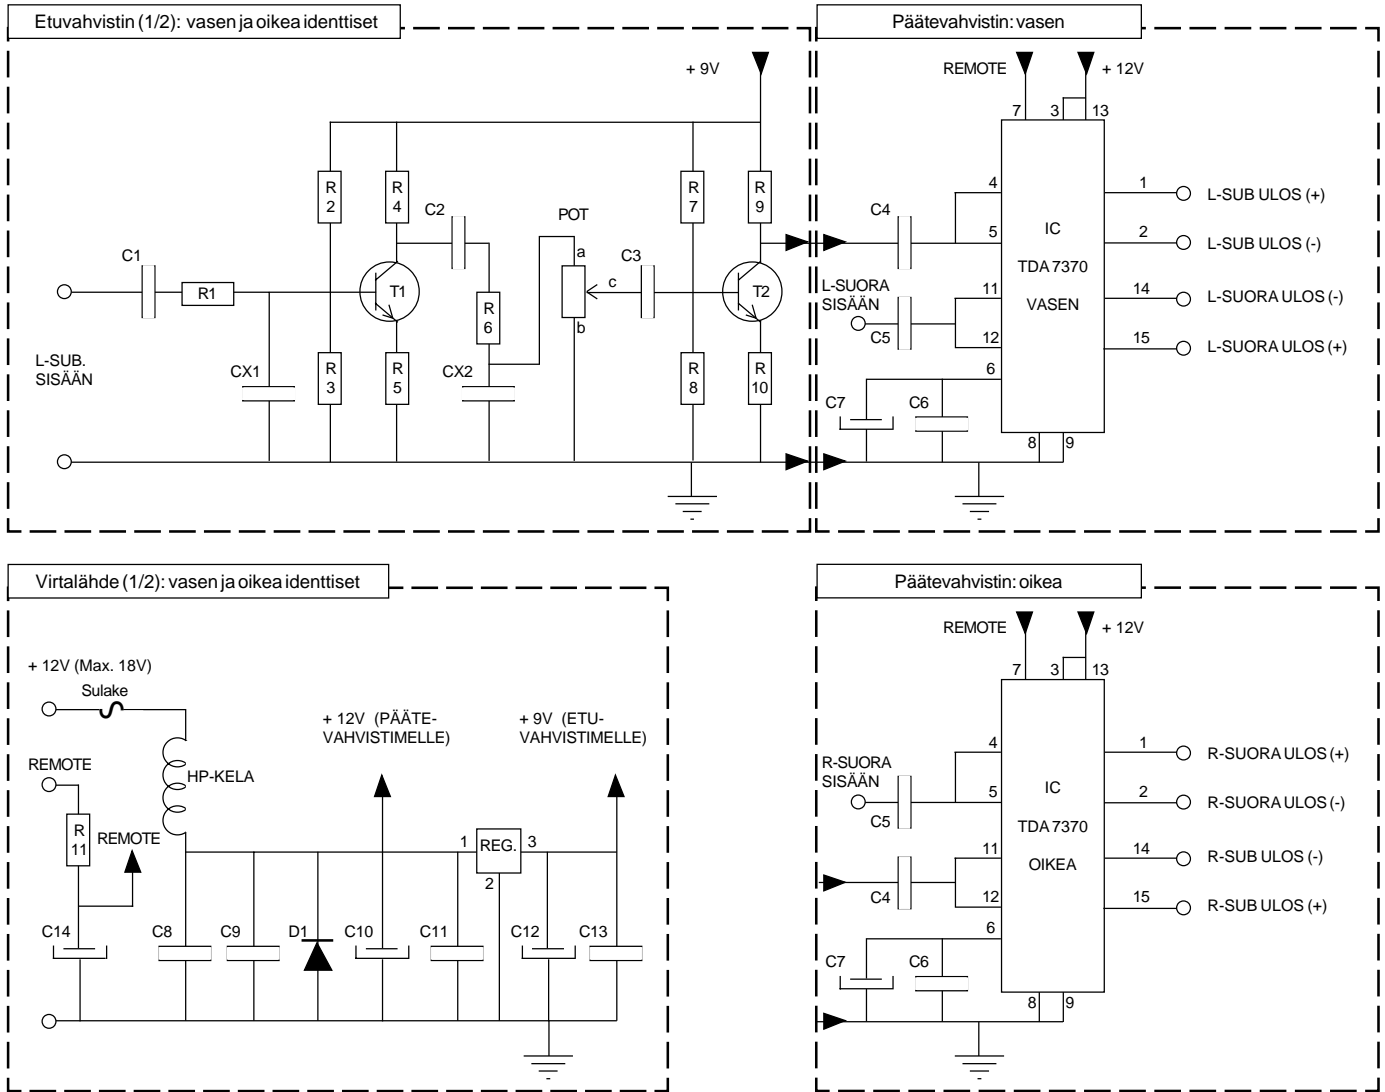 Etuvahvistin (1/2): vasen ja oikea identtiset
+ 9V
R
2
R
4
C2
POT
R
7
R
9
a
C1
R1
T1
c
C3
T2
R
6
b
L-SUB.
SISÄÄN
CX1
R
3
R
5
CX2
R
8
R
10
Päätevahvistin: vasen
REMOTE
+ 12V
7
3
13
4
1
L-SUB ULOS (+)
C4
5
IC
2
L-SUB ULOS (-)
TDA 7370
L-SUORA
SISÄÄN
11
VASEN
14
L-SUORA ULOS (-)
C5
12
15
L-SUORA ULOS (+)
6
C7
C6
8
9
Virtalähde (1/2): vasen ja oikea identtiset
+ 12V (Max. 18V)
Sulake
+ 12V (PÄÄTE-
VAHVISTIMELLE)
+ 9V (ETU-
VAHVISTIMELLE)
REMOTE
HP-KELA
R
11
REMOTE
1
REG.
3
2
C14
C8
C9
D1
C10
C11
C12
C13
Päätevahvistin: oikea
REMOTE
+ 12V
7
3
13
4
1
R-SUORA ULOS (+)
R-SUORA
SISÄÄN
5
IC
2
R-SUORA ULOS (-)
C5
TDA 7370
11
OIKEA
14
R-SUB ULOS (-)
C4
12
15
R-SUB ULOS (+)
6
C7
C6
8
9